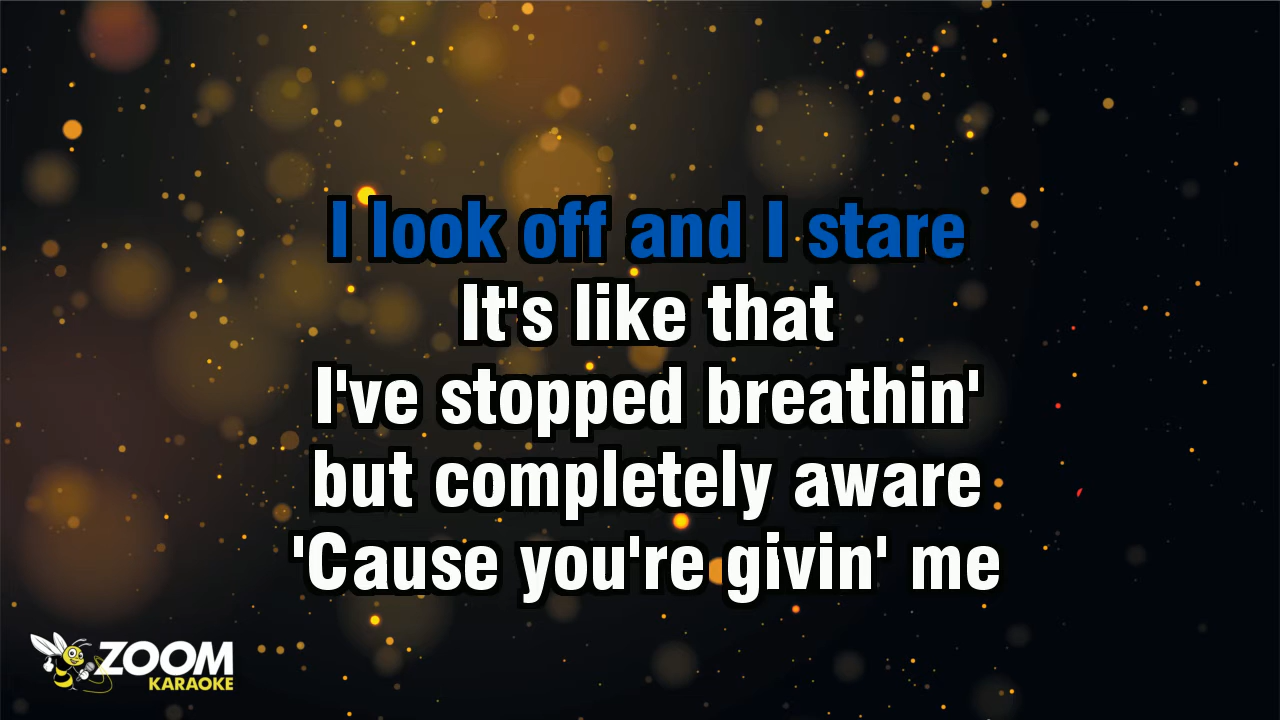 I look off and I stare
It's like that
I've stopped breathin'
but completely aware
'Cause you're givin' me
ZOOM
KARAOKE